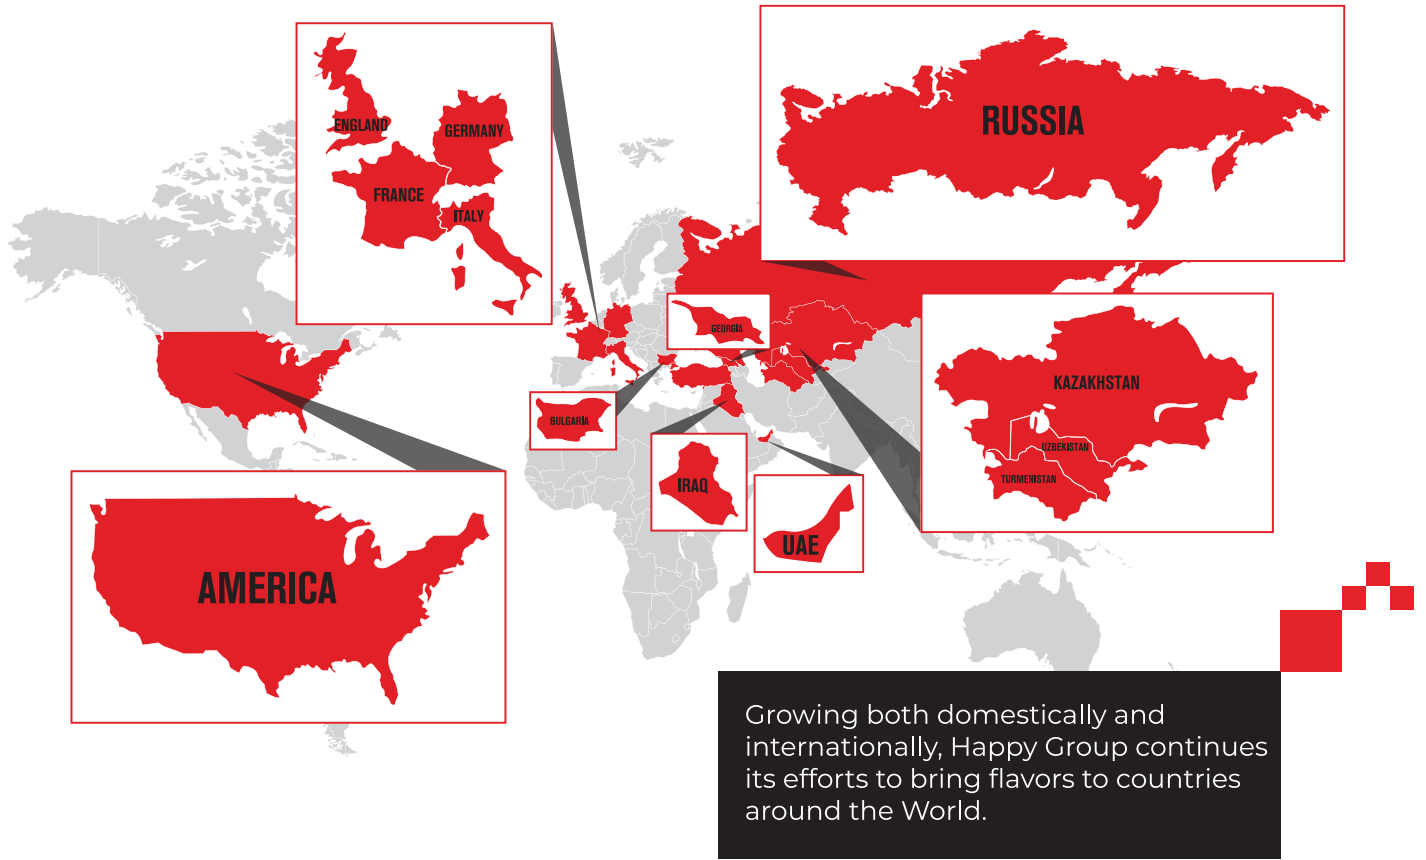 ENGLAND
GERMANY
FRANCE
ITALY
RUSSIA
GEORGIA
KAZAKHSTAN
UZBEKISTAN
TURMENISTAN
BULGARIA
IRAQ
UAE
AMERICA
Growing both domestically and
internationally, Happy Group continues
its efforts to bring flavors to countries
around the World.